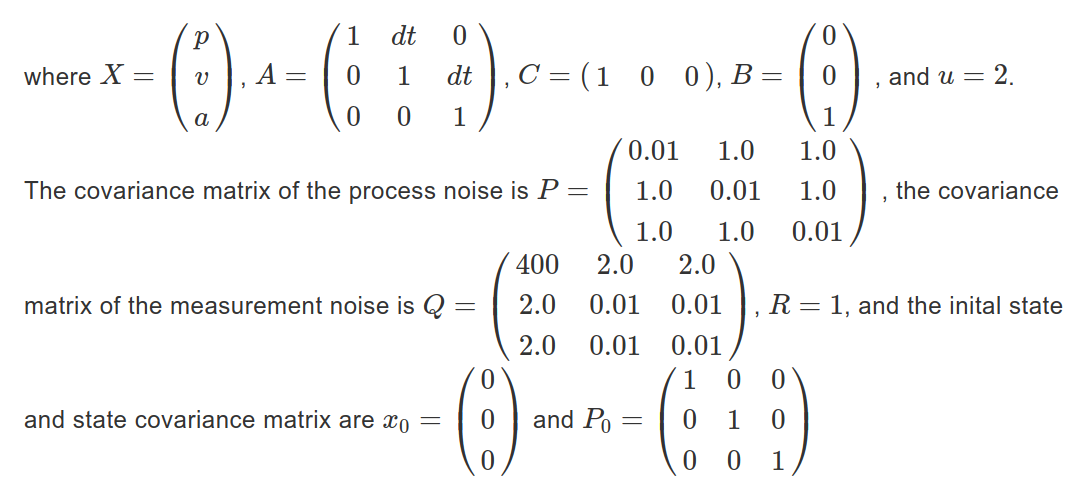 where $X = \begin{pmatrix} p \\ v \\ a \end{pmatrix}$, $A = \begin{pmatrix} 1 & dt & 0 \\ 0 & 1 & dt \\ 0 & 0 & 1 \end{pmatrix}$, $C = (1 \quad 0 \quad 0)$, $B = \begin{pmatrix} 0 \\ 0 \\ 1 \end{pmatrix}$, and $u = 2$.
The covariance matrix of the process noise is $P = \begin{pmatrix} 0.01 & 1.0 & 1.0 \\ 1.0 & 0.01 & 1.0 \\ 1.0 & 1.0 & 0.01 \end{pmatrix}$, the covariance
matrix of the measurement noise is $Q = \begin{pmatrix} 400 & 2.0 & 2.0 \\ 2.0 & 0.01 & 0.01 \\ 2.0 & 0.01 & 0.01 \end{pmatrix}$, $R = 1$, and the inital state
and state covariance matrix are $x_0 = \begin{pmatrix} 0 \\ 0 \\ 0 \end{pmatrix}$ and $P_0 = \begin{pmatrix} 1 & 0 & 0 \\ 0 & 1 & 0 \\ 0 & 0 & 1 \end{pmatrix}$